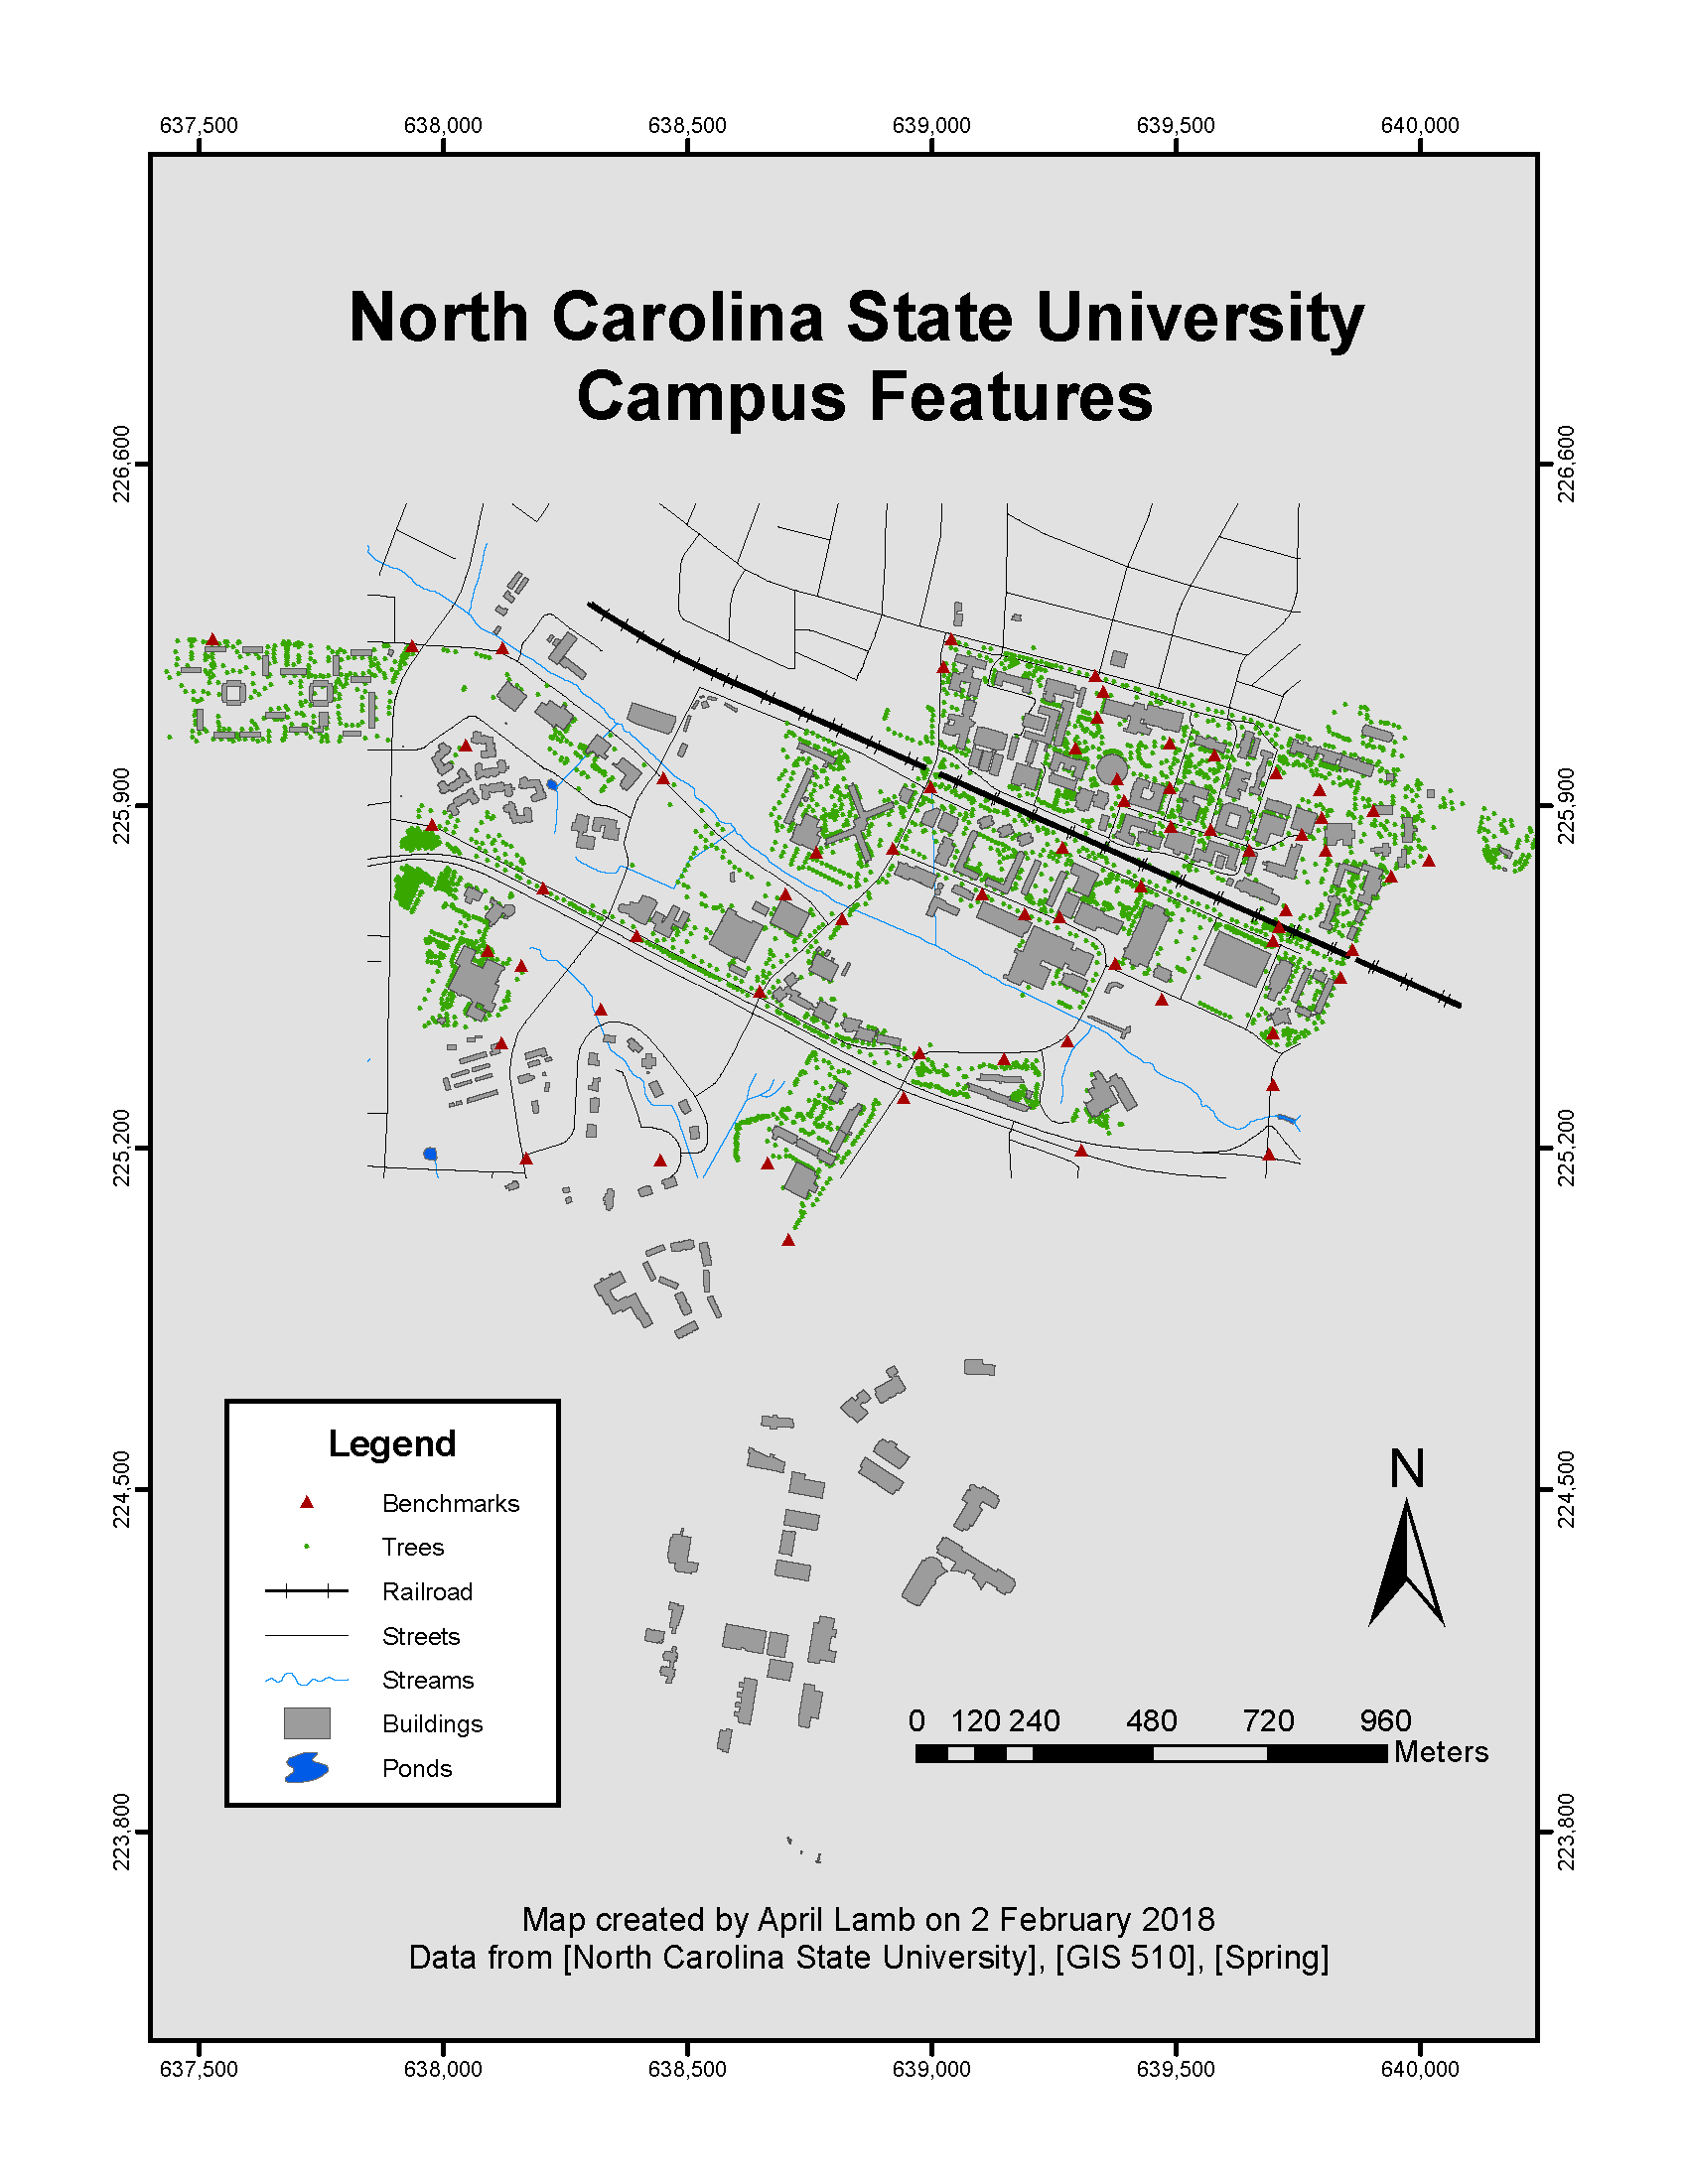 637,500 638,000 638,500 639,000 639,500 640,000
North Carolina State University
Campus Features
226,600 226,600
225,900 225,900
225,200 225,200
224,500 224,500
223,800 223,800
Legend
Benchmarks
Trees
Railroad
Streets
Streams
Buildings
Ponds
N
0 120 240 480 720 960
Meters
Map created by April Lamb on 2 February 2018
Data from [North Carolina State University], [GIS 510], [Spring]
637,500 638,000 638,500 639,000 639,500 640,000